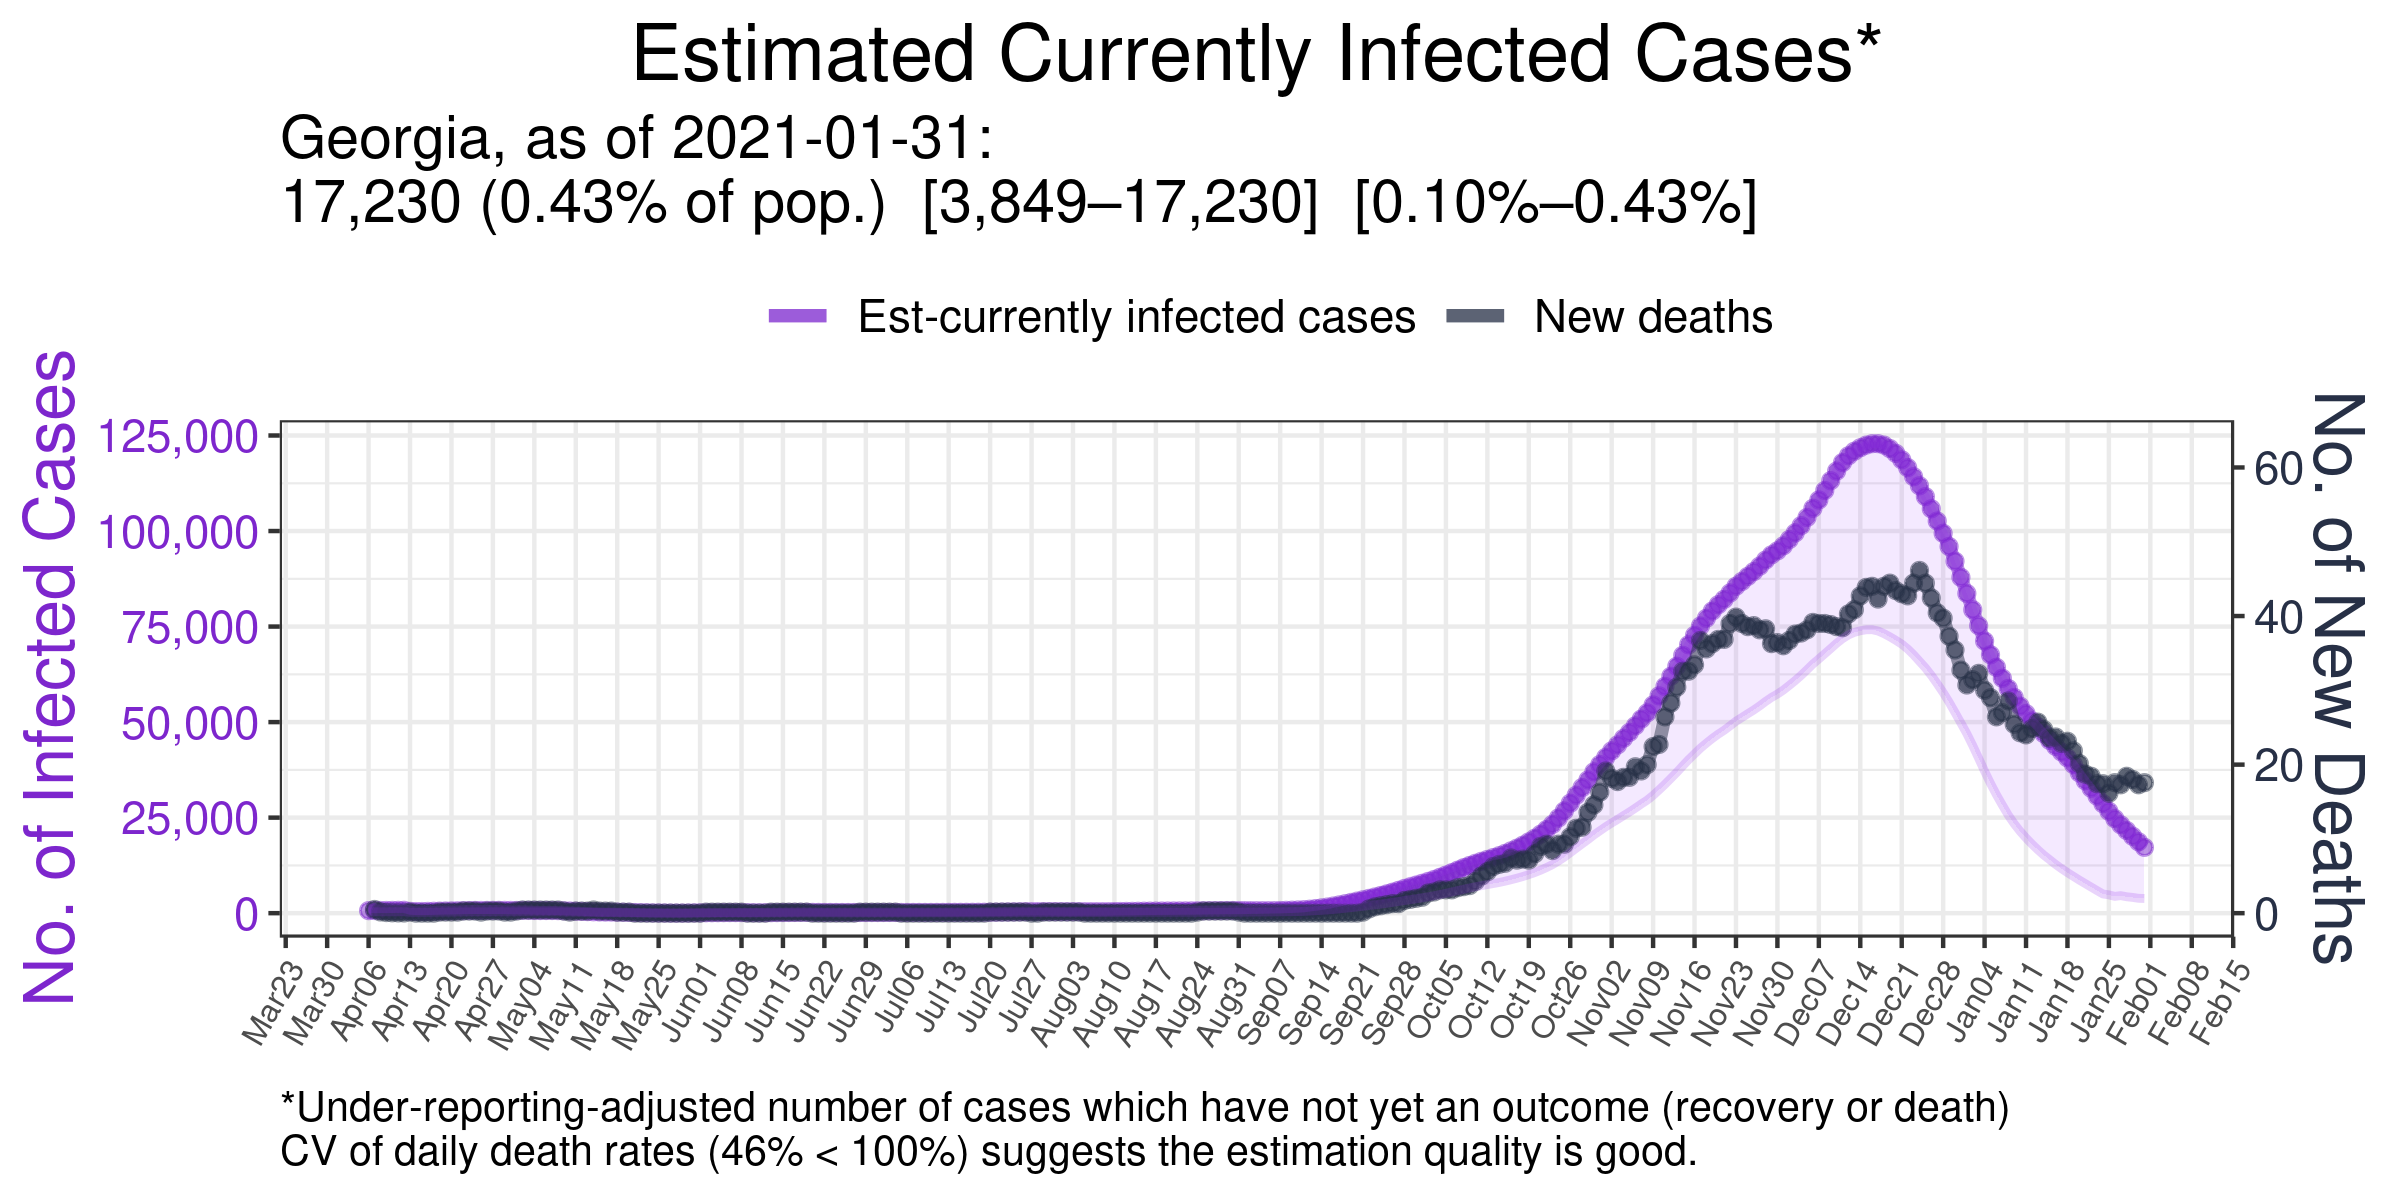 Estimated Currently Infected Cases*
Georgia, as of 2021-01-31:
17,230 (0.43% of pop.) [3,849–17,230] [0.10%–0.43%]
Est-currently infected cases
New deaths
No. of Infected Cases
125,000
100,000
75,000
50,000
25,000
0
No. of New Deaths
60
40
20
0
Mar23
Mar30
Apr06
Apr13
Apr20
Apr27
May04
May11
May18
May25
Jun01
Jun08
Jun15
Jun22
Jun29
Jul06
Jul13
Jul20
Jul27
Aug03
Aug10
Aug17
Aug24
Aug31
Sep07
Sep14
Sep21
Sep28
Oct05
Oct12
Oct19
Oct26
Nov02
Nov09
Nov16
Nov23
Nov30
Dec07
Dec14
Dec21
Dec28
Jan04
Jan11
Jan18
Jan25
Feb01
Feb08
Feb15
*Under-reporting-adjusted number of cases which have not yet an outcome (recovery or death)
CV of daily death rates (46% < 100%) suggests the estimation quality is good.